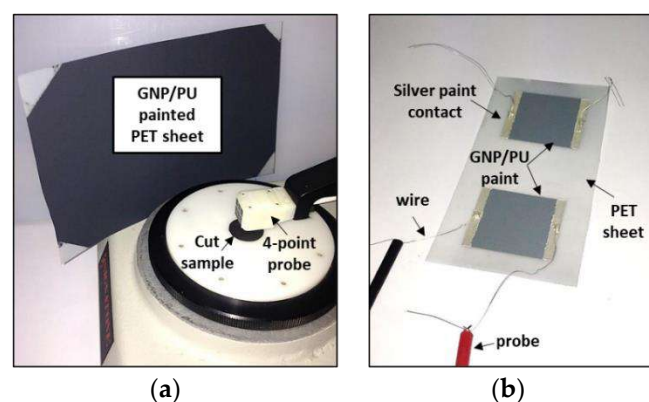 GNP/PU
painted
PET sheet
Cut
sample
4-point
probe
(a)
Silver paint
contact
GNP/PU
paint
wire
PET
sheet
probe
(b)